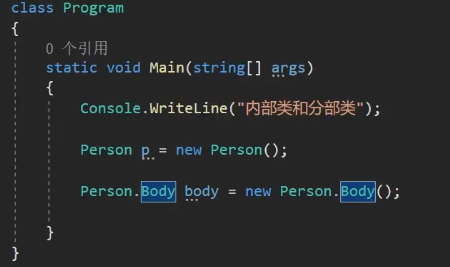 class Program
{
0 个引用
static void Main(string[] args)
{
Console.WriteLine("内部类和分部类");
Person p = new Person();
Person.Body body = new Person.Body();
}
}